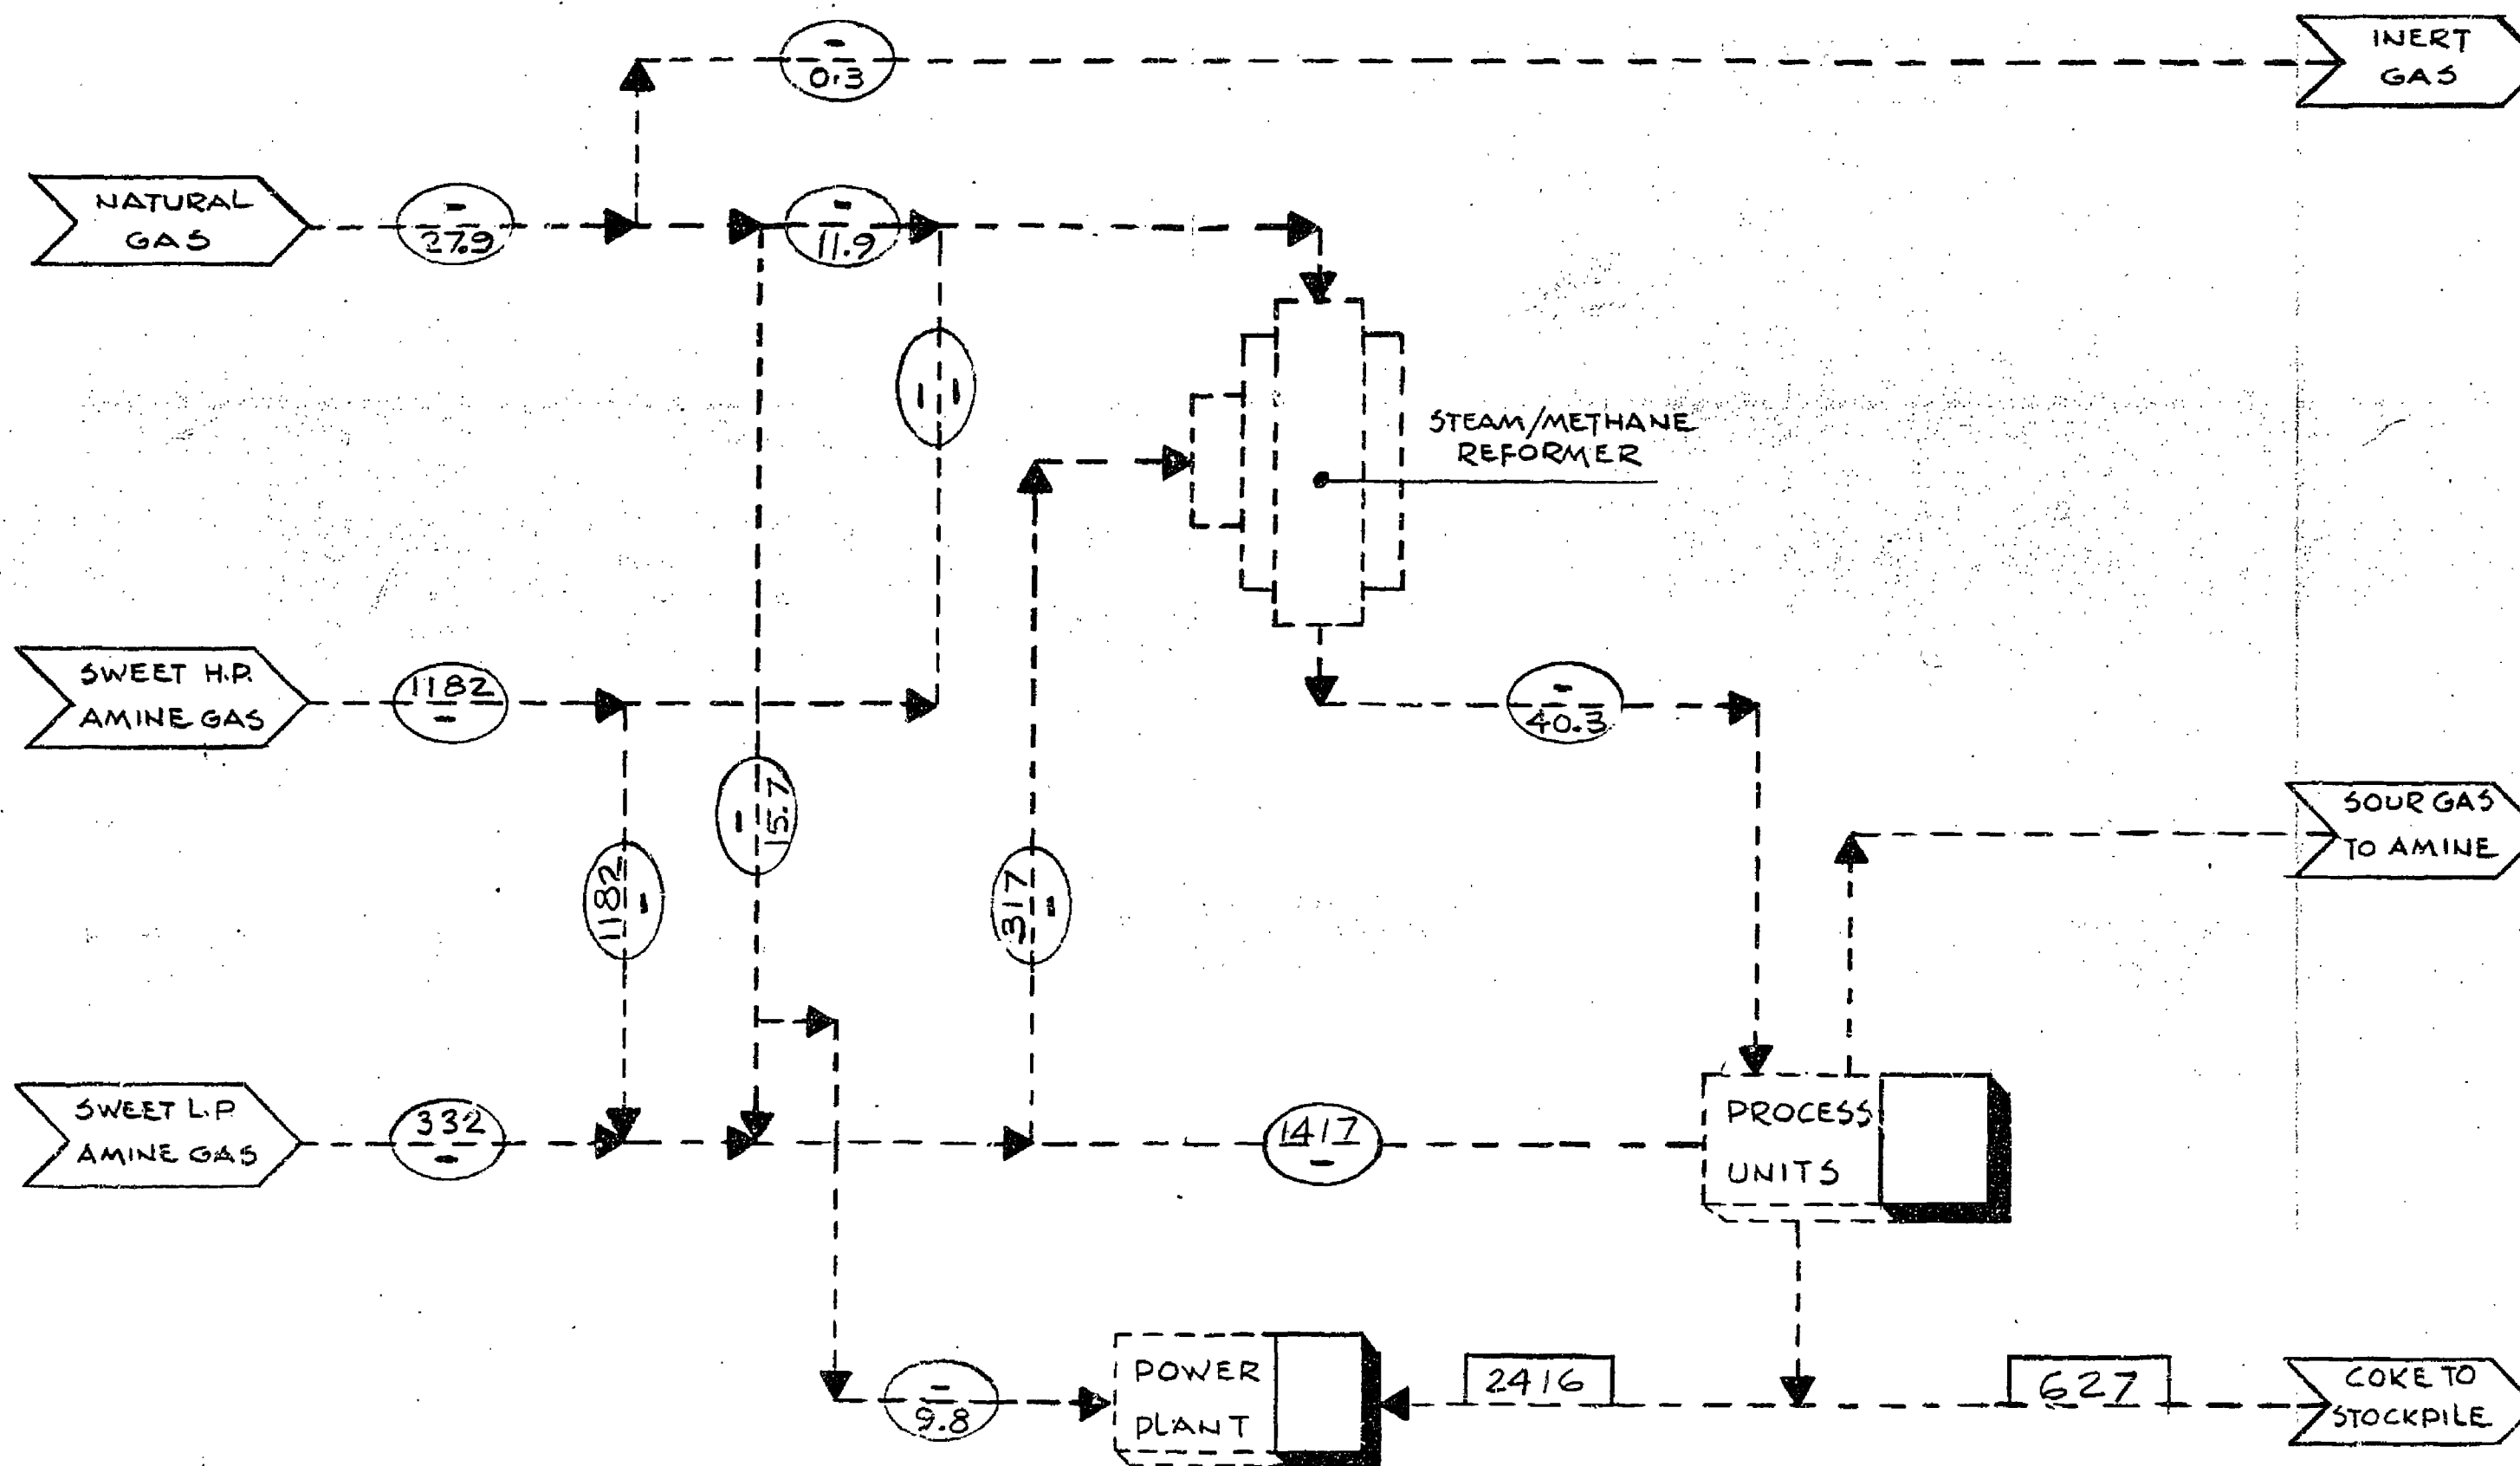 -
0.3
INERT
GAS
NATURAL
GAS
-
27.9
-
11.9
-
-
STEAM/METHANE
REFORMER
SWEET H.P.
AMINE GAS
1182
-
-
40.3
-
15.7
SOUR GAS
TO AMINE
1182
-
317
-
SWEET L.P
AMINE GAS
332
-
1417
-
PROCESS
UNITS
POWER
PLANT
-
9.8
2416
627
COKE TO
STOCKPILE